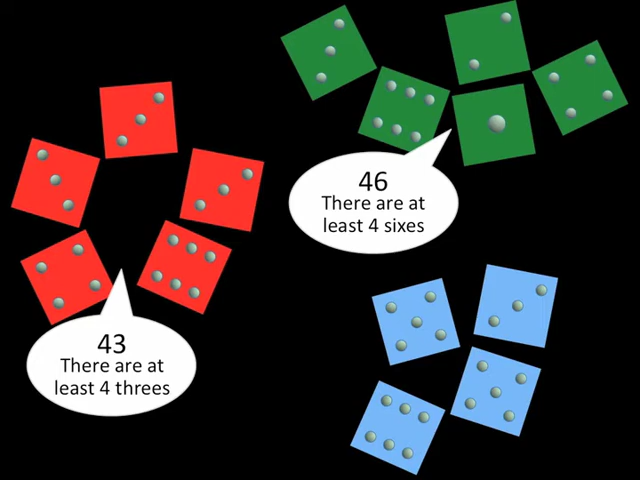 46
There are at
least 4 sixes
43
There are at
least 4 threes